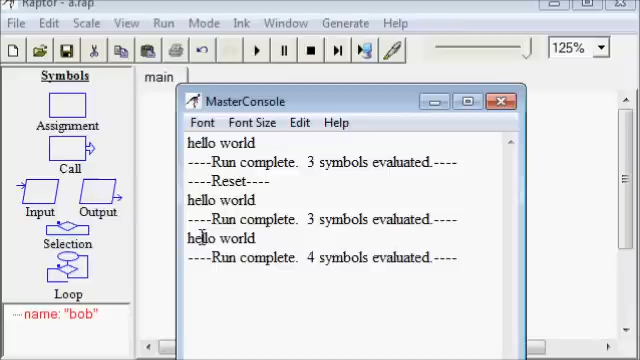 Raptor - a.rap
File Edit Scale View Run Mode Ink Window Generate Help
125%
Symbols
main
Assignment
Call
Input Output
Selection
Loop
name: "bob"
MasterConsole
Font Font Size Edit Help
hello world
----Run complete. 3 symbols evaluated.----
----Reset----
hello world
----Run complete. 3 symbols evaluated.----
hello world
----Run complete. 4 symbols evaluated.----